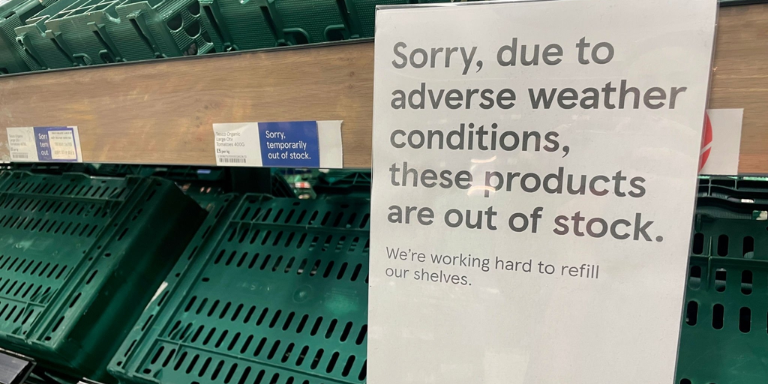 Sorry, due to
adverse weather
conditions,
these products
are out of stock.
We're working hard to refill
our shelves.
Sorry,
temporarily
out of stock.